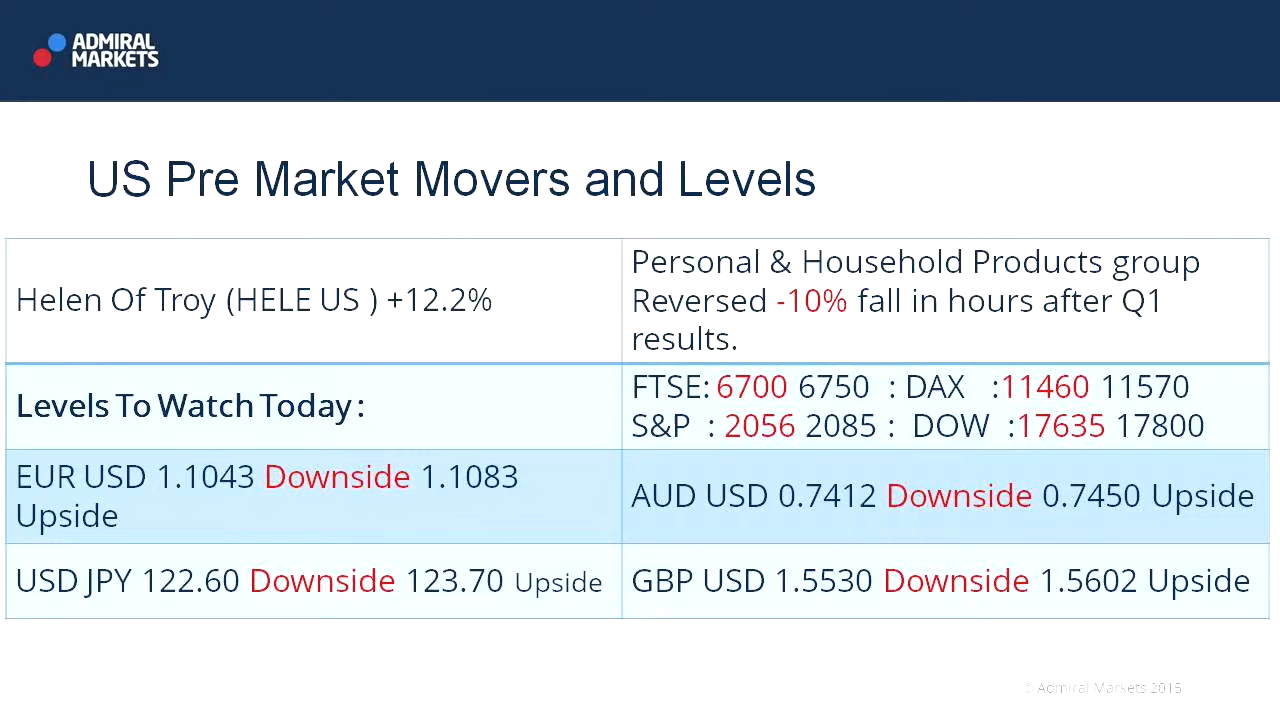 ADMIRAL
MARKETS
US Pre Market Movers and Levels
Helen Of Troy (HELE US ) +12.2%
Personal & Household Products group
Reversed -10% fall in hours after Q1
results.
Levels To Watch Today :
FTSE: 6700 6750 : DAX :11460 11570
S&P : 2056 2085 : DOW :17635 17800
EUR USD 1.1043 Downside 1.1083
Upside
AUD USD 0.7412 Downside 0.7450 Upside
USD JPY 122.60 Downside 123.70 Upside
GBP USD 1.5530 Downside 1.5602 Upside
© Admiral Markets 2015